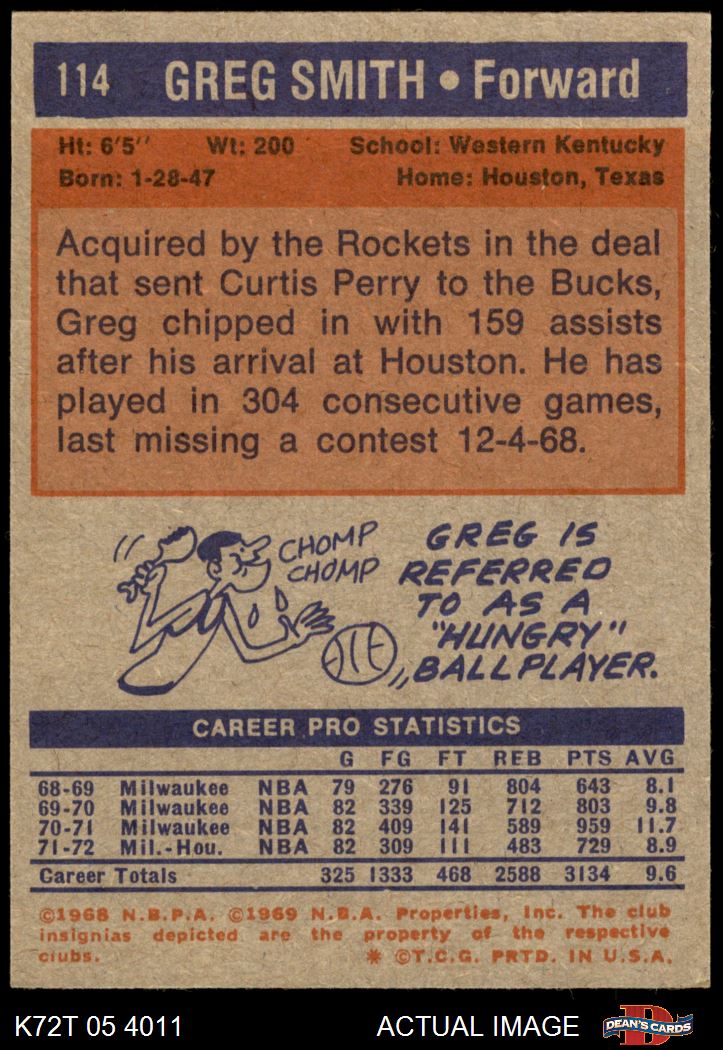 114 GREG SMITH • Forward
Ht: 6'5'' Wt: 200 School: Western Kentucky
Born: 1-28-47 Home: Houston, Texas
Acquired by the Rockets in the deal
that sent Curtis Perry to the Bucks,
Greg chipped in with 159 assists
after his arrival at Houston. He has
played in 304 consecutive games,
last missing a contest 12-4-68.
CHOMP
CHOMP
GREG IS
REFERRED
TO AS A
"HUNGRY"
BALLPLAYER.
CAREER PRO STATISTICS
G FG FT REB PTS AVG
68-69 Milwaukee NBA 79 276 91 804 643 8.1
69-70 Milwaukee NBA 82 339 125 712 803 9.8
70-71 Milwaukee NBA 82 409 141 589 959 11.7
71-72 Mil.-Hou. NBA 82 309 111 483 729 8.9
Career Totals 325 1333 468 2588 3134 9.6
©1968 N.B.P.A. ©1969 N.B.A. Properties, Inc. The club
insignias depicted are the property of the respective
clubs. * ©T.C.G. PRTD. IN U.S.A.
K72T 05 4011 ACTUAL IMAGE D DEAN'S CARDS